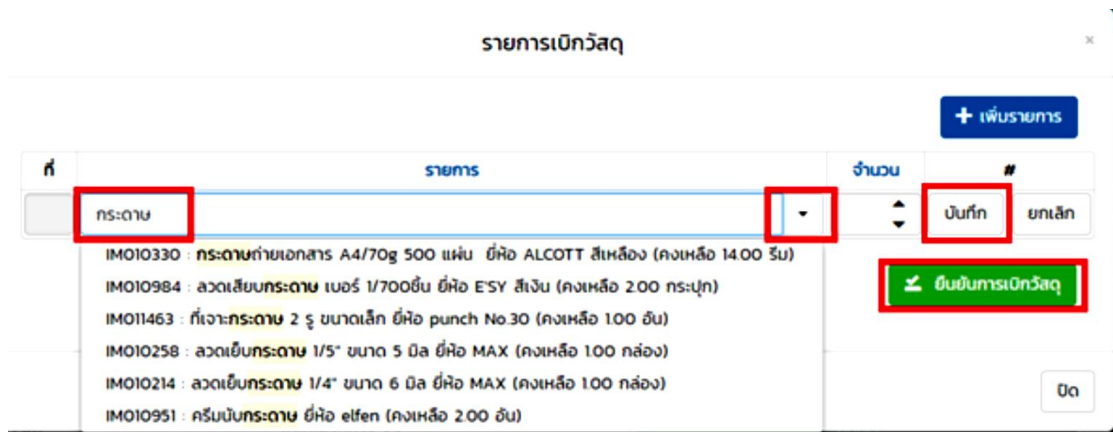 รายการเบิกวัสดุ ×
+ เพิ่มรายการ
ที่ รายการ จำนวน #
กระดาษ บันทึก ยกเลิก
IM010330 : กระดาษถ่ายเอกสาร A4/70g 500 แผ่น ยี่ห้อ ALCOTT สีเหลือง (คงเหลือ 14.00 รีม)
IM010984 : ลวดเสียบกระดาษ เบอร์ 1/700ชิ้น ยี่ห้อ E'SY สีเงิน (คงเหลือ 2.00 กระปุก)
ยืนยันการเบิกวัสดุ
IM011463 : ที่เจาะกระดาษ 2 รู ขนาดเล็ก ยี่ห้อ punch No.30 (คงเหลือ 1.00 อัน)
IM010258 : ลวดเย็บกระดาษ 1/5" ขนาด 5 มิล ยี่ห้อ MAX (คงเหลือ 1.00 กล่อง)
IM010214 : ลวดเย็บกระดาษ 1/4" ขนาด 6 มิล ยี่ห้อ MAX (คงเหลือ 1.00 กล่อง)
IM010951 : ครีมนับกระดาษ ยี่ห้อ elfen (คงเหลือ 2.00 อัน)
ปิด